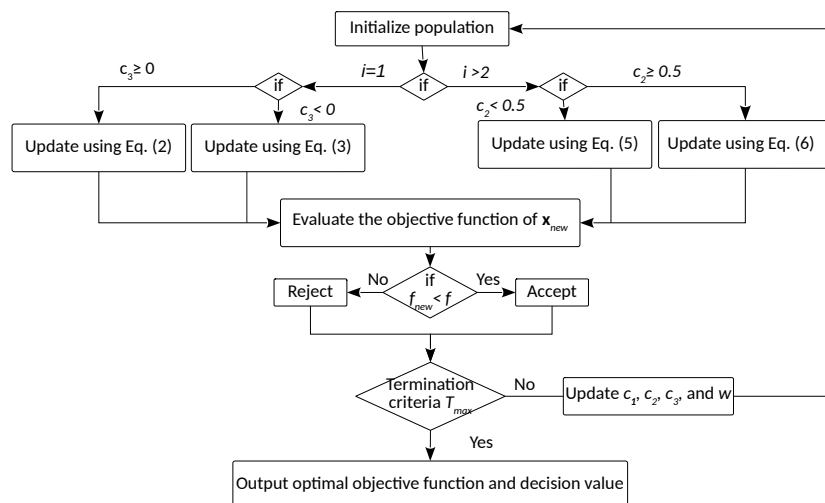 Initialize population
c3≥ 0
if
i=1
if
i >2
if
c2≥ 0.5
c3< 0
c2< 0.5
Update using Eq. (2)
Update using Eq. (3)
Update using Eq. (5)
Update using Eq. (6)
Evaluate the objective function of xnew
No
if
fnew< f
Yes
Reject
Accept
Termination
criteria Tmax
No
Update c1, c2, c3, and w
Yes
Output optimal objective function and decision value